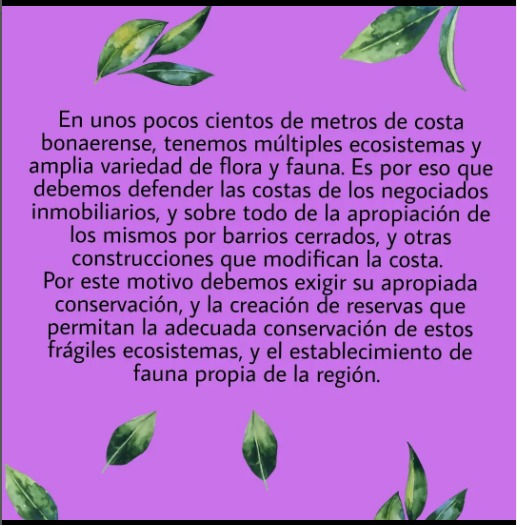 En unos pocos cientos de metros de costa
bonaerense, tenemos múltiples ecosistemas y
amplia variedad de flora y fauna. Es por eso que
debemos defender las costas de los negociados
inmobiliarios, y sobre todo de la apropiación de
los mismos por barrios cerrados, y otras
construcciones que modifican la costa.
Por este motivo debemos exigir su apropiada
conservación, y la creación de reservas que
permitan la adecuada conservación de estos
frágiles ecosistemas, y el establecimiento de
fauna propia de la región.